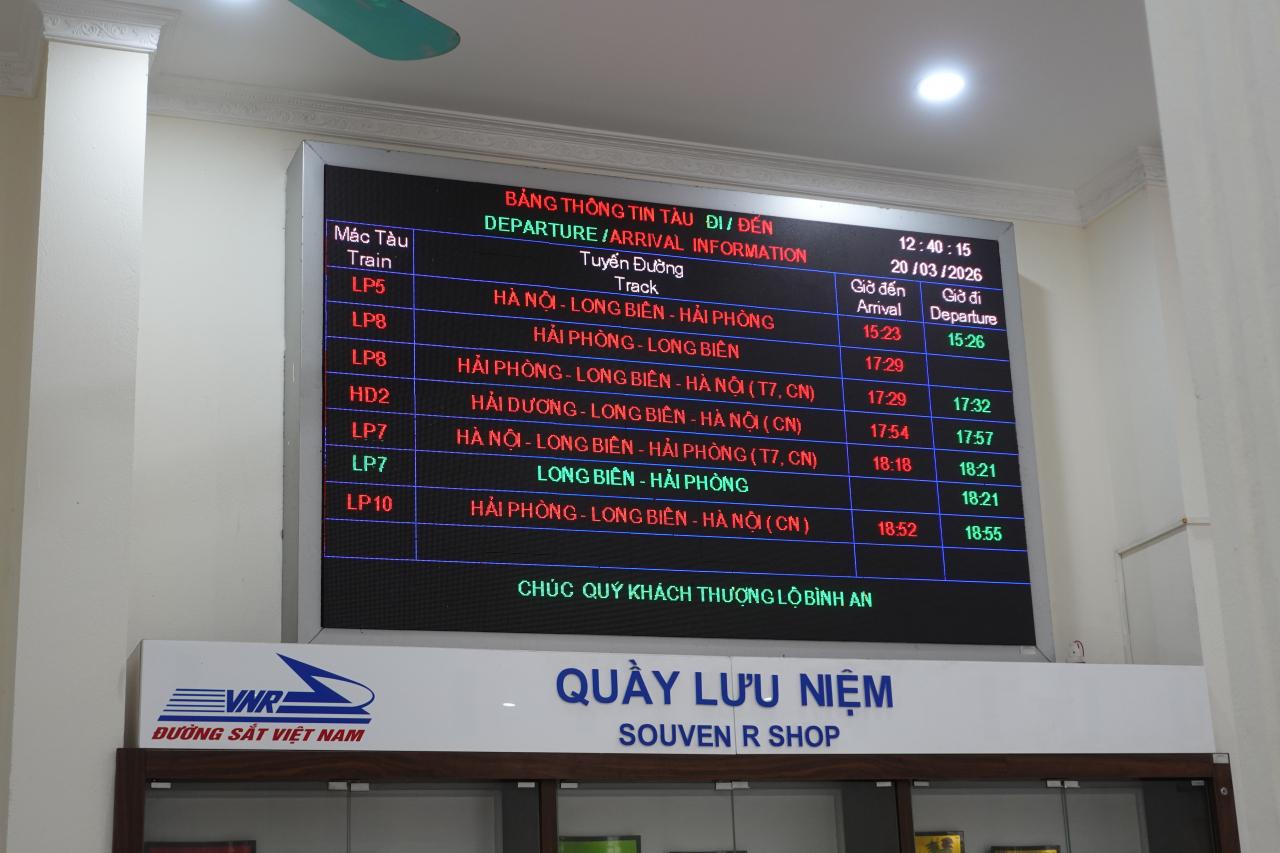 BẢNG THÔNG TIN TÀU ĐI / ĐẾN
DEPARTURE / ARRIVAL INFORMATION
12 : 40 : 15
20 / 03 / 2026
Mác Tàu Tuyến Đường Giờ đến Giờ đi
Train Track Arrival Departure
LP5 HÀ NỘI - LONG BIÊN - HẢI PHÒNG 15:23 15:26
LP8 HẢI PHÒNG - LONG BIÊN 17:29
LP8 HẢI PHÒNG - LONG BIÊN - HÀ NỘI ( T7, CN) 17:29 17:32
HD2 HẢI DƯƠNG - LONG BIÊN - HÀ NỘI ( CN) 17:54 17:57
LP7 HÀ NỘI - LONG BIÊN - HẢI PHÒNG ( T7, CN) 18:18 18:21
LP7 LONG BIÊN - HẢI PHÒNG 18:21
LP10 HẢI PHÒNG - LONG BIÊN - HÀ NỘI ( CN ) 18:52 18:55
CHÚC QUÝ KHÁCH THƯỢNG LỘ BÌNH AN
VNR
ĐƯỜNG SẮT VIỆT NAM
QUẦY LƯU NIỆM
SOUVEN R SHOP